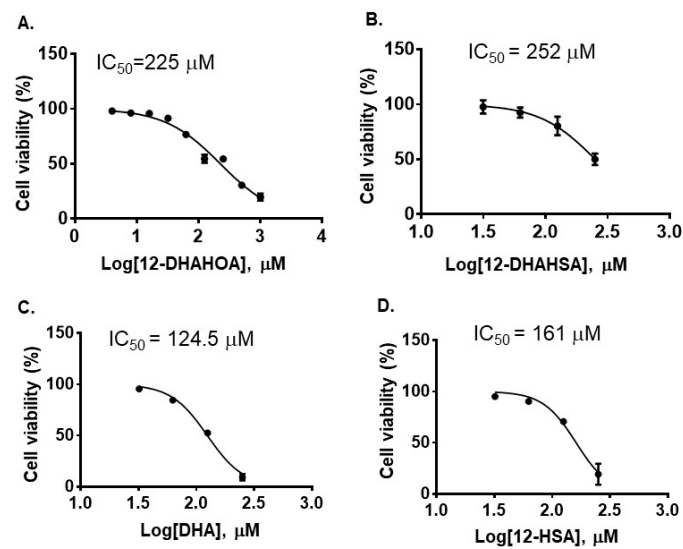 A.
IC50=225 μM
150
100
50
0
0
1
2
3
4
Cell viability (%)
Log[12-DHAHOA], μM
B.
IC50 = 252 μM
150
100
50
0
1.0
1.5
2.0
2.5
3.0
Cell viability (%)
Log[12-DHAHSA], μM
C.
IC50 = 124.5 μM
150
100
50
0
1.0
1.5
2.0
2.5
3.0
Cell viability (%)
Log[DHA], μM
D.
IC50 = 161 μM
150
100
50
0
1.0
1.5
2.0
2.5
3.0
Cell viability (%)
Log[12-HSA], μM